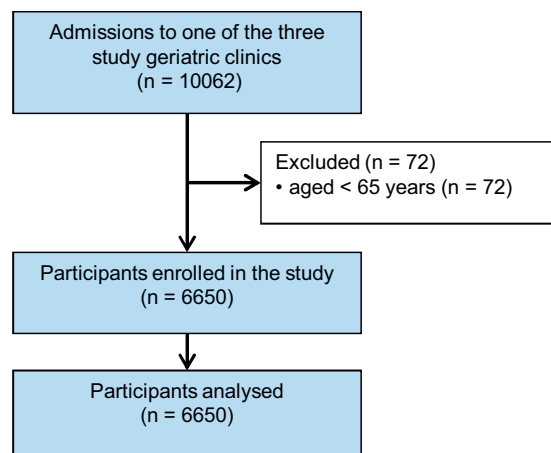 Admissions to one of the three
study geriatric clinics
(n = 10062)
Excluded (n = 72)
• aged < 65 years (n = 72)
Participants enrolled in the study
(n = 6650)
Participants analysed
(n = 6650)